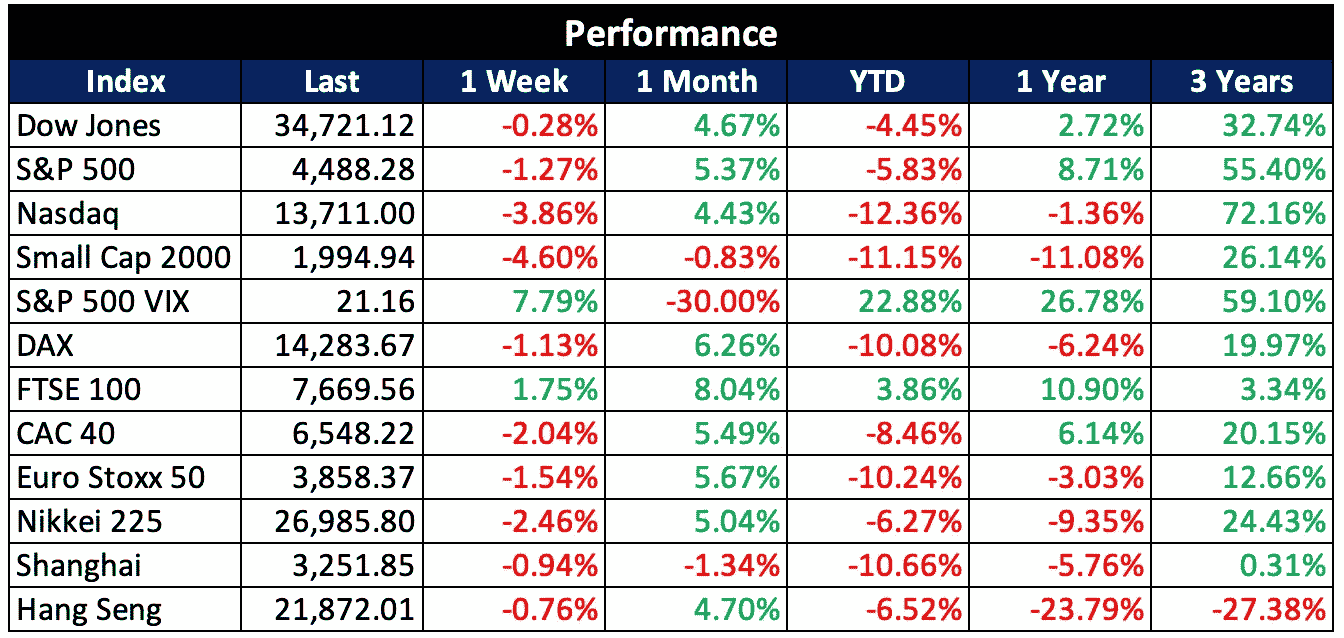 Performance
Index Last 1 Week 1 Month YTD 1 Year 3 Years
Dow Jones 34,721.12 -0.28% 4.67% -4.45% 2.72% 32.74%
S&P 500 4,488.28 -1.27% 5.37% -5.83% 8.71% 55.40%
Nasdaq 13,711.00 -3.86% 4.43% -12.36% -1.36% 72.16%
Small Cap 2000 1,994.94 -4.60% -0.83% -11.15% -11.08% 26.14%
S&P 500 VIX 21.16 7.79% -30.00% 22.88% 26.78% 59.10%
DAX 14,283.67 -1.13% 6.26% -10.08% -6.24% 19.97%
FTSE 100 7,669.56 1.75% 8.04% 3.86% 10.90% 3.34%
CAC 40 6,548.22 -2.04% 5.49% -8.46% 6.14% 20.15%
Euro Stoxx 50 3,858.37 -1.54% 5.67% -10.24% -3.03% 12.66%
Nikkei 225 26,985.80 -2.46% 5.04% -6.27% -9.35% 24.43%
Shanghai 3,251.85 -0.94% -1.34% -10.66% -5.76% 0.31%
Hang Seng 21,872.01 -0.76% 4.70% -6.52% -23.79% -27.38%